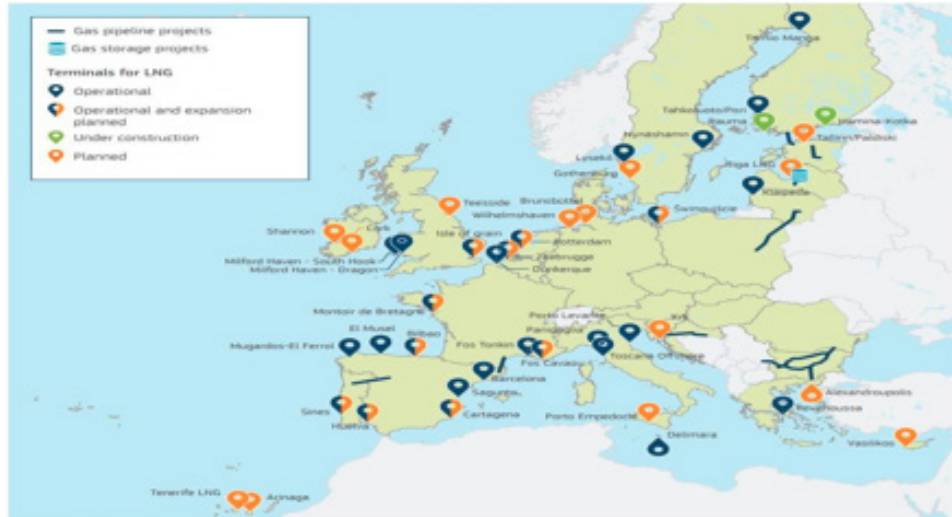 Gas pipeline projects
Gas storage projects
Terminals for LNG
Operational
Operational and expansion
planned
Under construction
Planned
Tornio Manga
Tahkoluoto/Pori
Rauma
Hamina-Kotka
Tallinn/Paldiski
Nynashamn
Lysekil
Gothenburg
Riga LNG
Klaipeda
Brunsbüttel
Wilhelmshaven
Swinoujscie
Teesside
Shannon
Cork
Isle of grain
Rotterdam
Zeebrugge
Dunkerque
Milford Haven - South Hook
Milford Haven - Dragon
Montoir de Bretagne
El Musel
Bilbao
Mugardos-El Ferrol
Porto Levante
Panigaglia
Krk
Fos Tonkin
Fos Cavaou
Toscana Offshore
Barcelona
Sagunto
Sines
Huelva
Cartagena
Porto Empedocle
Delimara
Alexandroupolis
Revythoussa
Vasilikos
Tenerife LNG
Arinaga